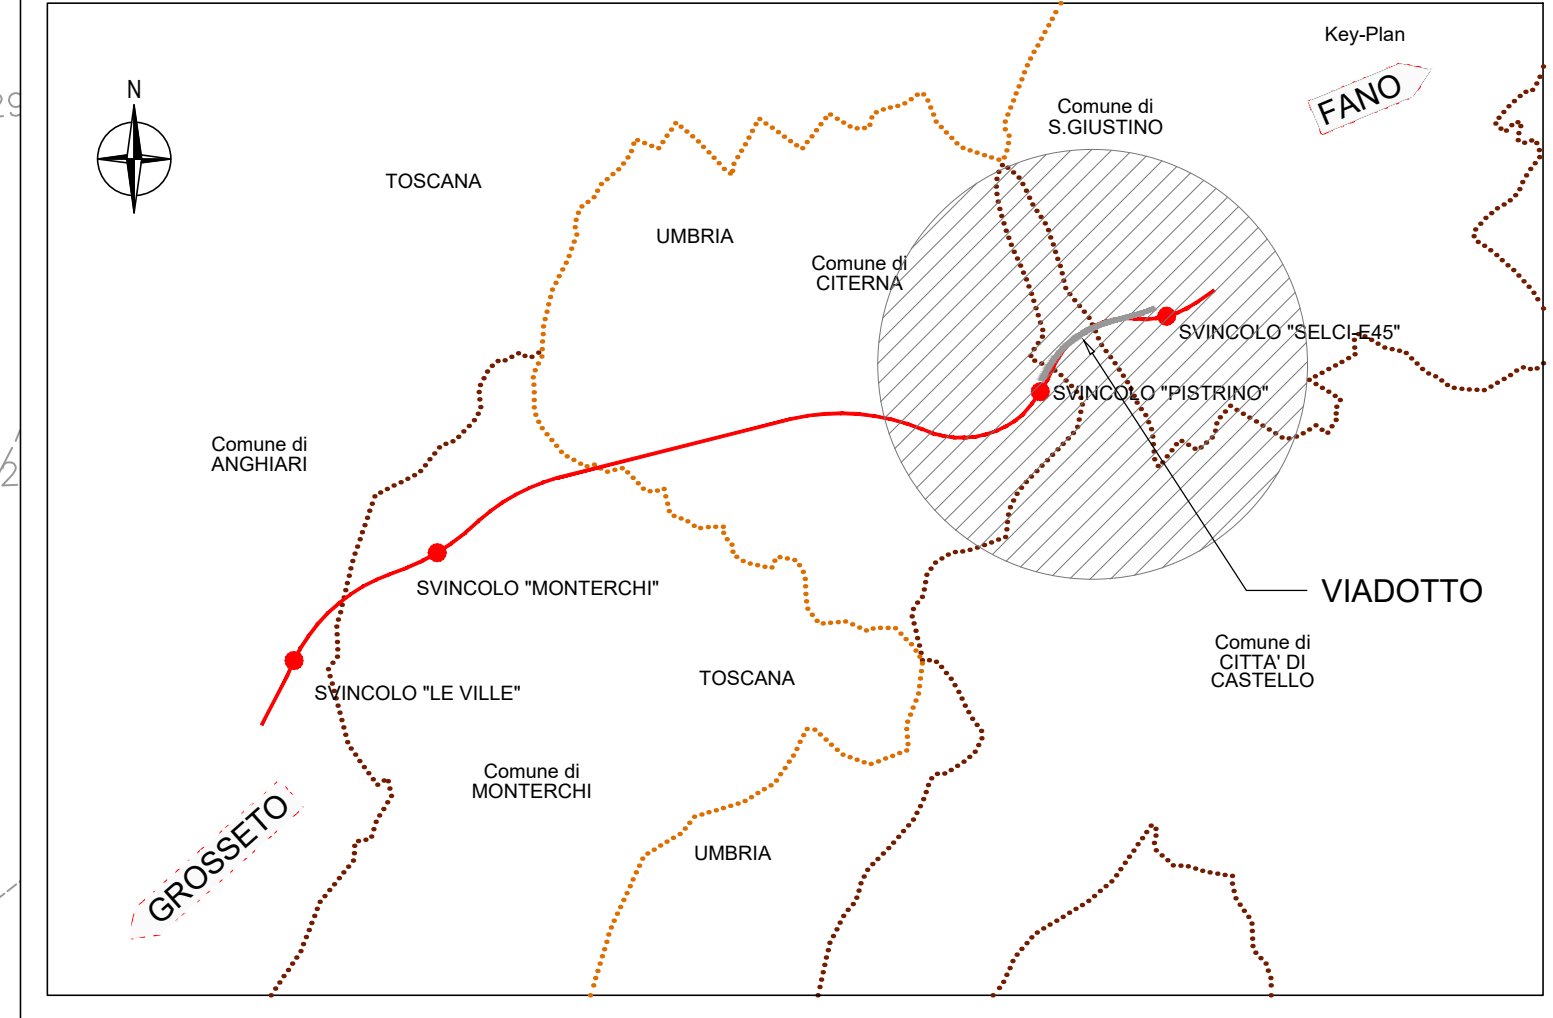 Key-Plan
FANO
N
29
Comune di
S.GIUSTINO
TOSCANA
UMBRIA
Comune di
CITERNA
SVINCOLO "SELCI-E45"
SVINCOLO "PISTRINO"
Comune di
ANGHIARI
SVINCOLO "MONTERCHI"
VIADOTTO
Comune di
CITTA' DI
CASTELLO
TOSCANA
SVINCOLO "LE VILLE"
Comune di
MONTERCHI
GROSSETO
UMBRIA